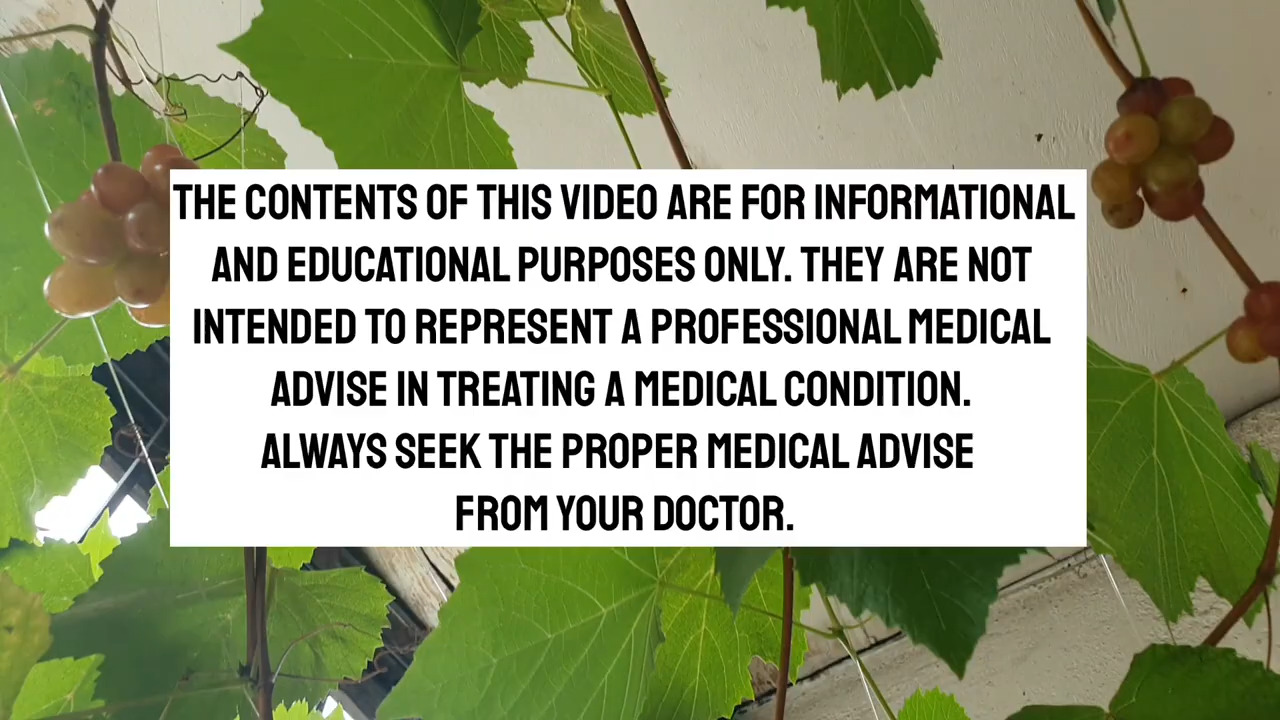 THE CONTENTS OF THIS VIDEO ARE FOR INFORMATIONAL
AND EDUCATIONAL PURPOSES ONLY. THEY ARE NOT
INTENDED TO REPRESENT A PROFESSIONAL MEDICAL
ADVISE IN TREATING A MEDICAL CONDITION.
ALWAYS SEEK THE PROPER MEDICAL ADVISE
FROM YOUR DOCTOR.